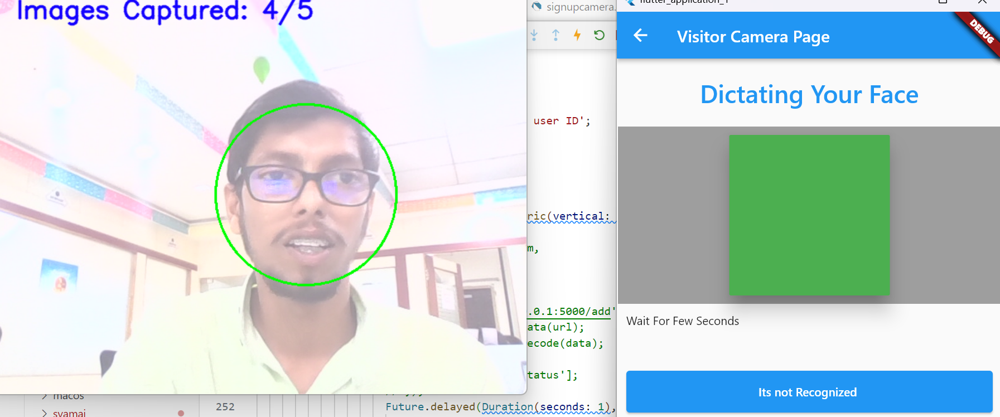 Images Captured: 4/5
signupcamera.
flutter_application_1
Visitor Camera Page
DEBUG
Dictating Your Face
user ID';
ric(vertical:
m,
.0.1:5000/add'
ata(url);
ecode(data);
tatus'];
Wait For Few Seconds
Its not Recognized
macos
syamai
252
Future.delayed(Duration(seconds: 1),